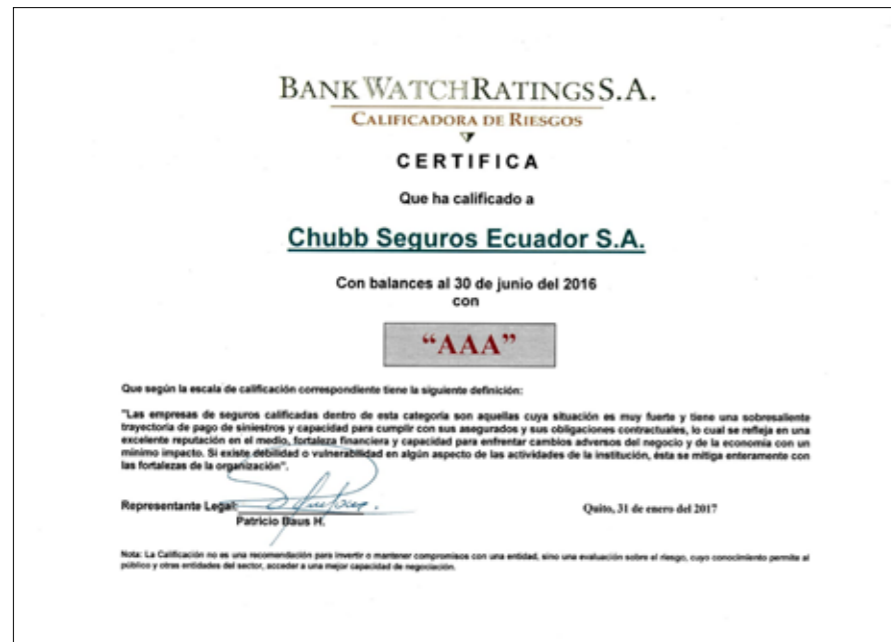 BANKWATCHRATINGS S.A.
CALIFICADORA DE RIESGOS
CERTIFICA
Que ha calificado a
Chubb Seguros Ecuador S.A.
Con balances al 30 de junio del 2016
con
“AAA”
Que según la escala de calificación correspondiente tiene la siguiente definición:
"Las empresas de seguros calificadas dentro de esta categoría son aquellas cuya situación es muy fuerte y tiene una sobresaliente
trayectoria de pago de siniestros y capacidad para cumplir con sus asegurados y sus obligaciones contractuales, lo cual se refleja en una
excelente reputación en el medio, fortaleza financiera y capacidad para enfrentar cambios adversos del negocio y de la economía con un
mínimo impacto. Si existe debilidad o vulnerabilidad en algún aspecto de las actividades de la institución, ésta se mitiga enteramente con
las fortalezas de la organización".
Representante Legal:
Patricio Baus H.
Quito, 31 de enero del 2017
Nota: La Calificación no es una recomendación para invertir o mantener compromisos con una entidad, sino una evaluación sobre el riesgo, cuyo conocimiento permite al
público y otras entidades del sector, acceder a una mejor capacidad de negociación.